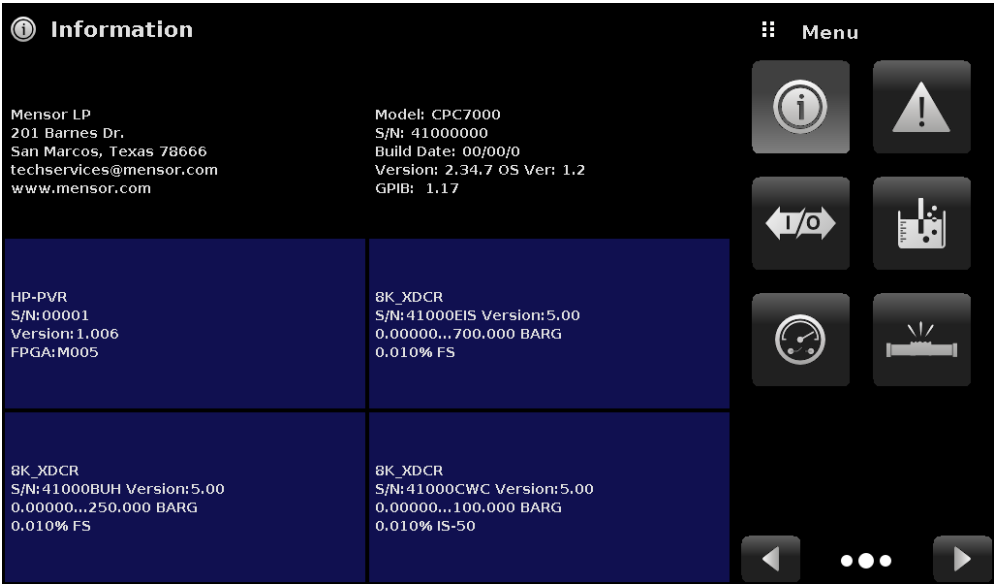 Information
Menu
Mensor LP
201 Barnes Dr.
San Marcos, Texas 78666
techservices@mensor.com
www.mensor.com
Model: CPC7000
S/N: 41000000
Build Date: 00/00/0
Version: 2.34.7 OS Ver: 1.2
GPIB: 1.17
HP-PVR
S/N:00001
Version:1.006
FPGA:M005
8K_XDCR
S/N:41000EIS Version:5.00
0.00000...700.000 BARG
0.010% FS
8K_XDCR
S/N:41000BUH Version:5.00
0.00000...250.000 BARG
0.010% FS
8K_XDCR
S/N:41000CWC Version:5.00
0.00000...100.000 BARG
0.010% IS-50
I/O